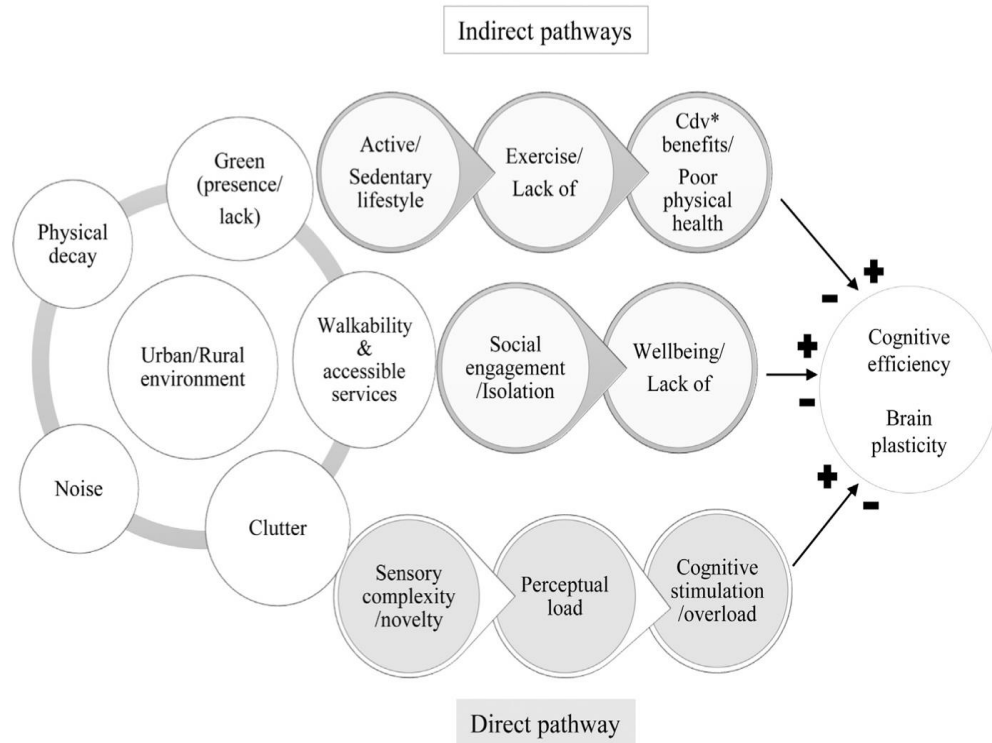 Indirect pathways
Green
(presence/
lack)
Physical
decay
Urban/Rural
environment
Walkability
&
accessible
services
Noise
Clutter
Active/
Sedentary
lifestyle
Exercise/
Lack of
Cdv*
benefits/
Poor
physical
health
Social
engagement
/Isolation
Wellbeing/
Lack of
Sensory
complexity
/novelty
Perceptual
load
Cognitive
stimulation
/overload
+
-
+
-
+
-
Cognitive
efficiency
Brain
plasticity
Direct pathway